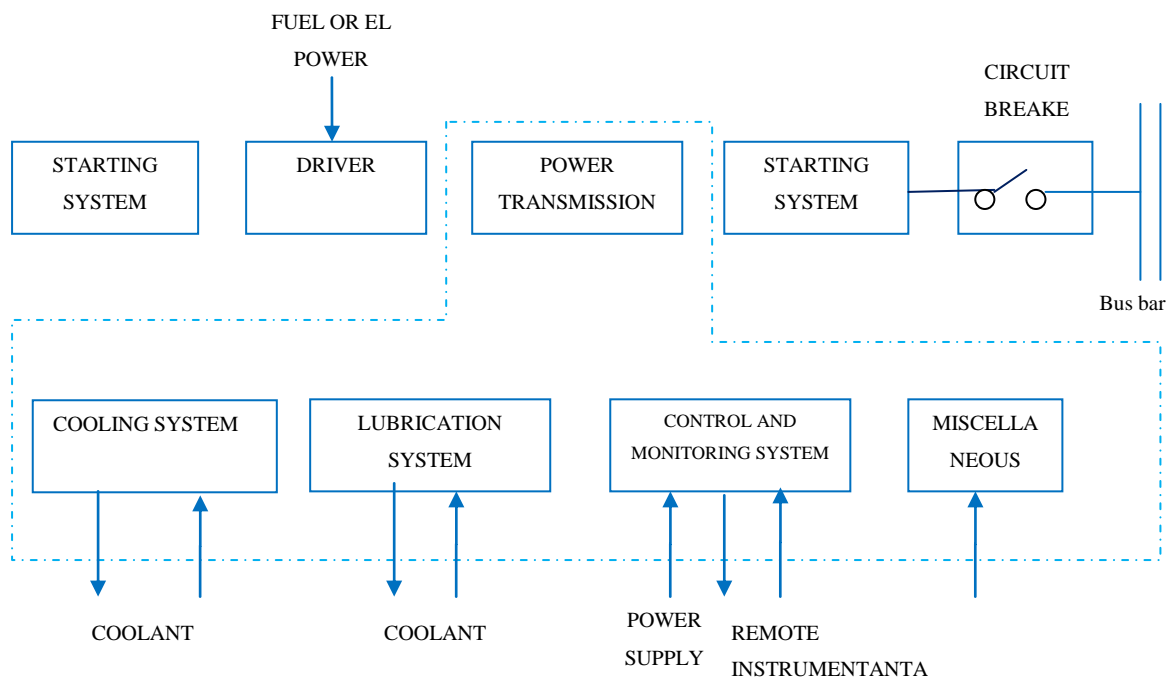 FUEL OR EL
POWER
CIRCUIT
BREAKE
STARTING
SYSTEM
DRIVER
POWER
TRANSMISSION
STARTING
SYSTEM
Bus bar
COOLING SYSTEM
LUBRICATION
SYSTEM
CONTROL AND
MONITORING SYSTEM
MISCELLA
NEOUS
COOLANT
COOLANT
POWER
SUPPLY
REMOTE
INSTRUMENTANTA